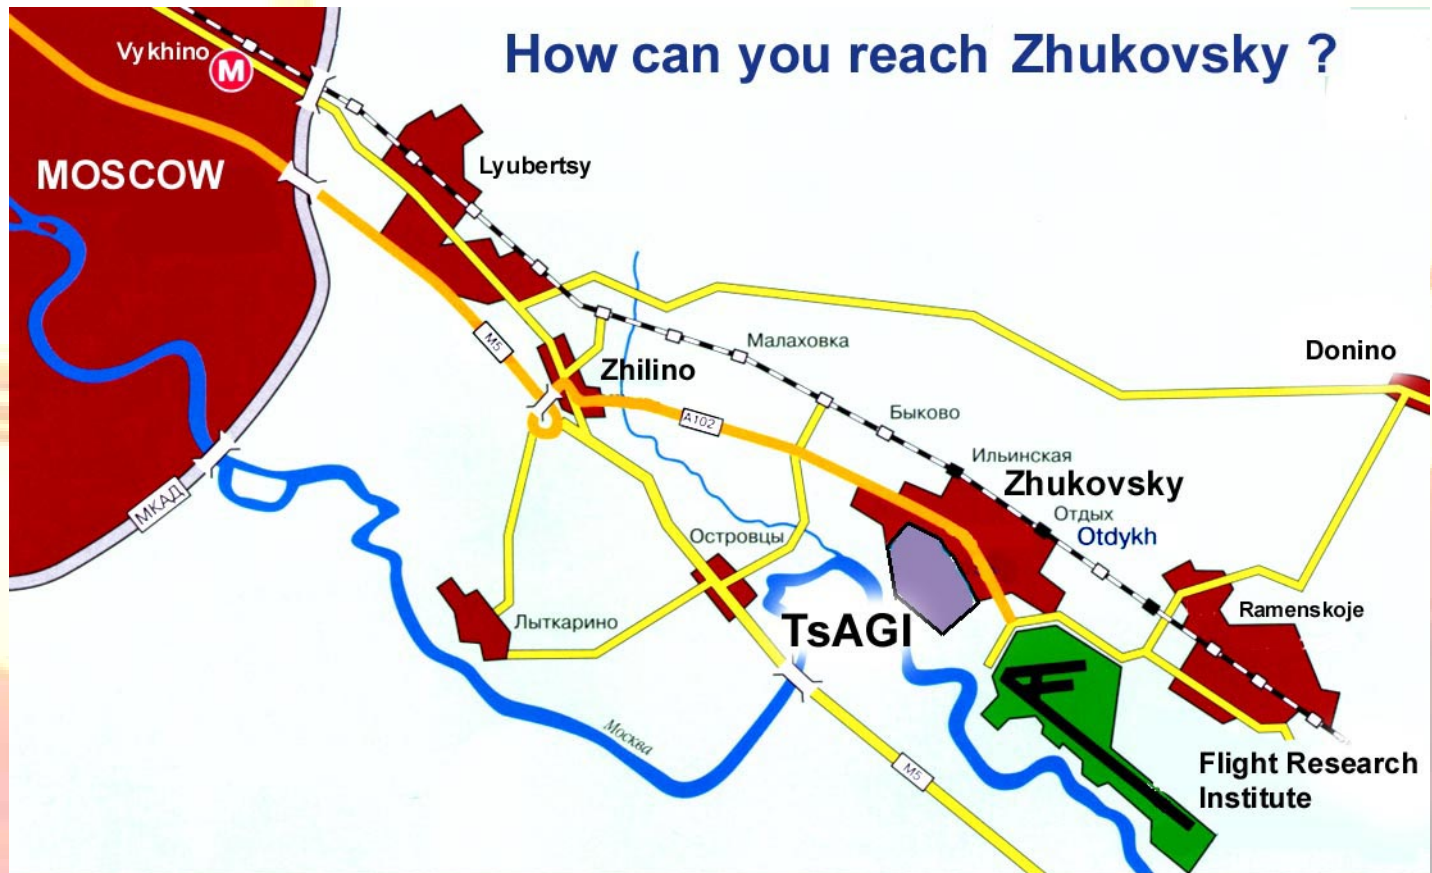 How can you reach Zhukovsky ?
Vykhino
M
MOSCOW
Lyubertsy
M5
Малаховка
Donino
Zhilino
A102
Быково
Ильинская
Zhukovsky
Отдых
Otdykh
МКАД
Островцы
Ramenskoje
Лыткарино
TsAGI
Москва
M5
Flight Research
Institute